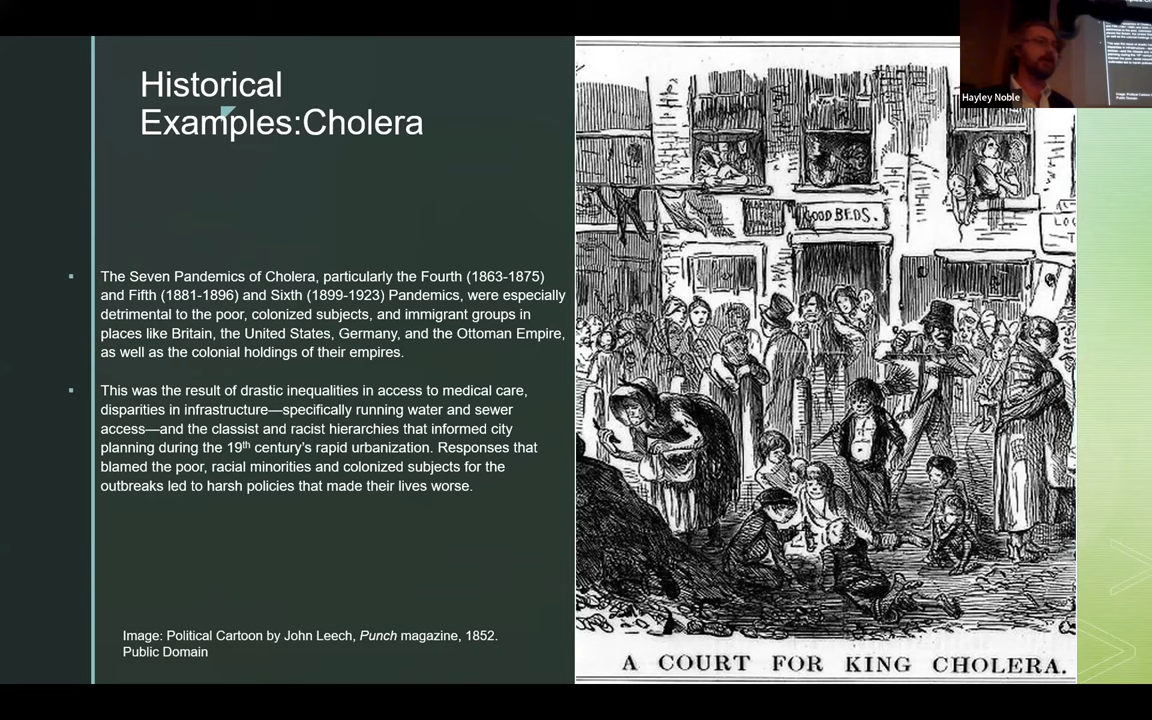 Historical
Examples:Cholera
▪ The Seven Pandemics of Cholera, particularly the Fourth (1863-1875)
and Fifth (1881-1896) and Sixth (1899-1923) Pandemics, were especially
detrimental to the poor, colonized subjects, and immigrant groups in
places like Britain, the United States, Germany, and the Ottoman Empire,
as well as the colonial holdings of their empires.
▪ This was the result of drastic inequalities in access to medical care,
disparities in infrastructure—specifically running water and sewer
access—and the classist and racist hierarchies that informed city
planning during the 19th century's rapid urbanization. Responses that
blamed the poor, racial minorities and colonized subjects for the
outbreaks led to harsh policies that made their lives worse.
Image: Political Cartoon by John Leech, Punch magazine, 1852.
Public Domain
GOOD BEDS.
A COURT FOR KING CHOLERA.
Hayley Noble